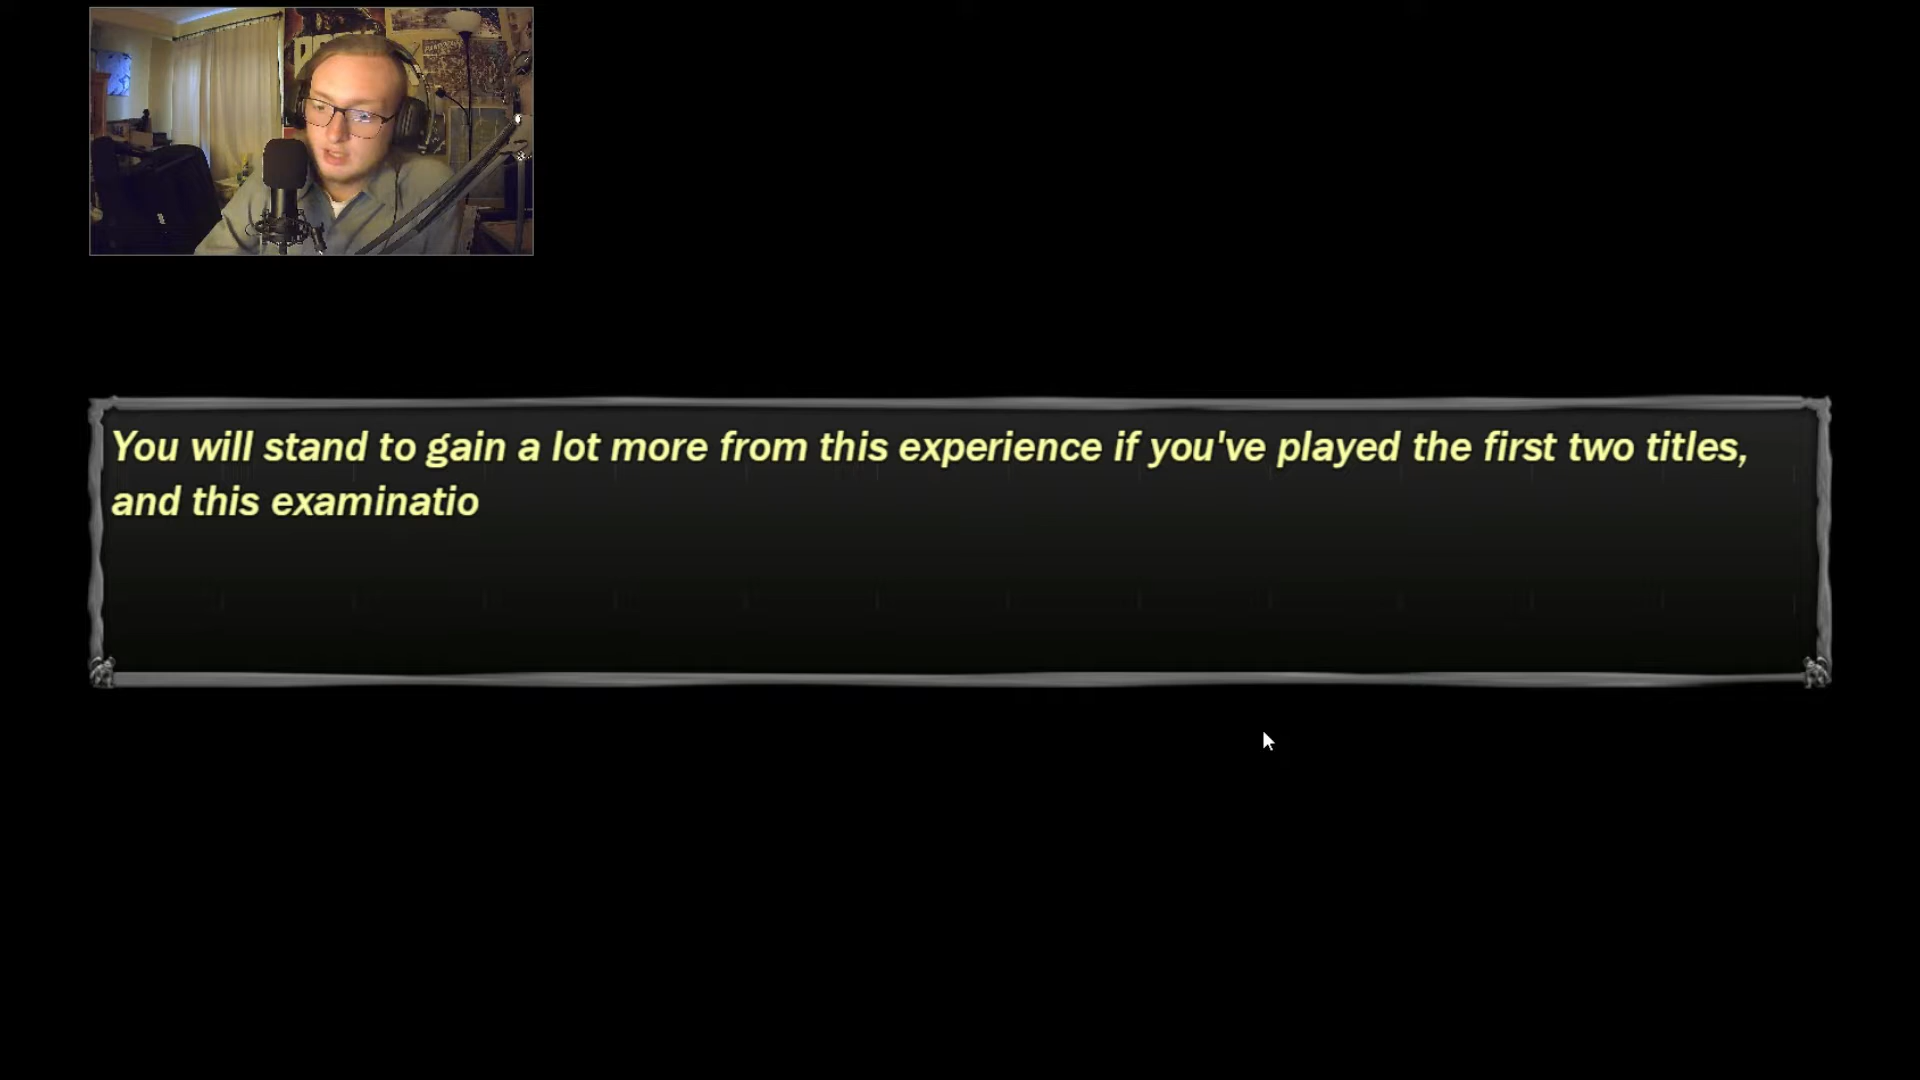 You will stand to gain a lot more from this experience if you've played the first two titles,
and this examinatio